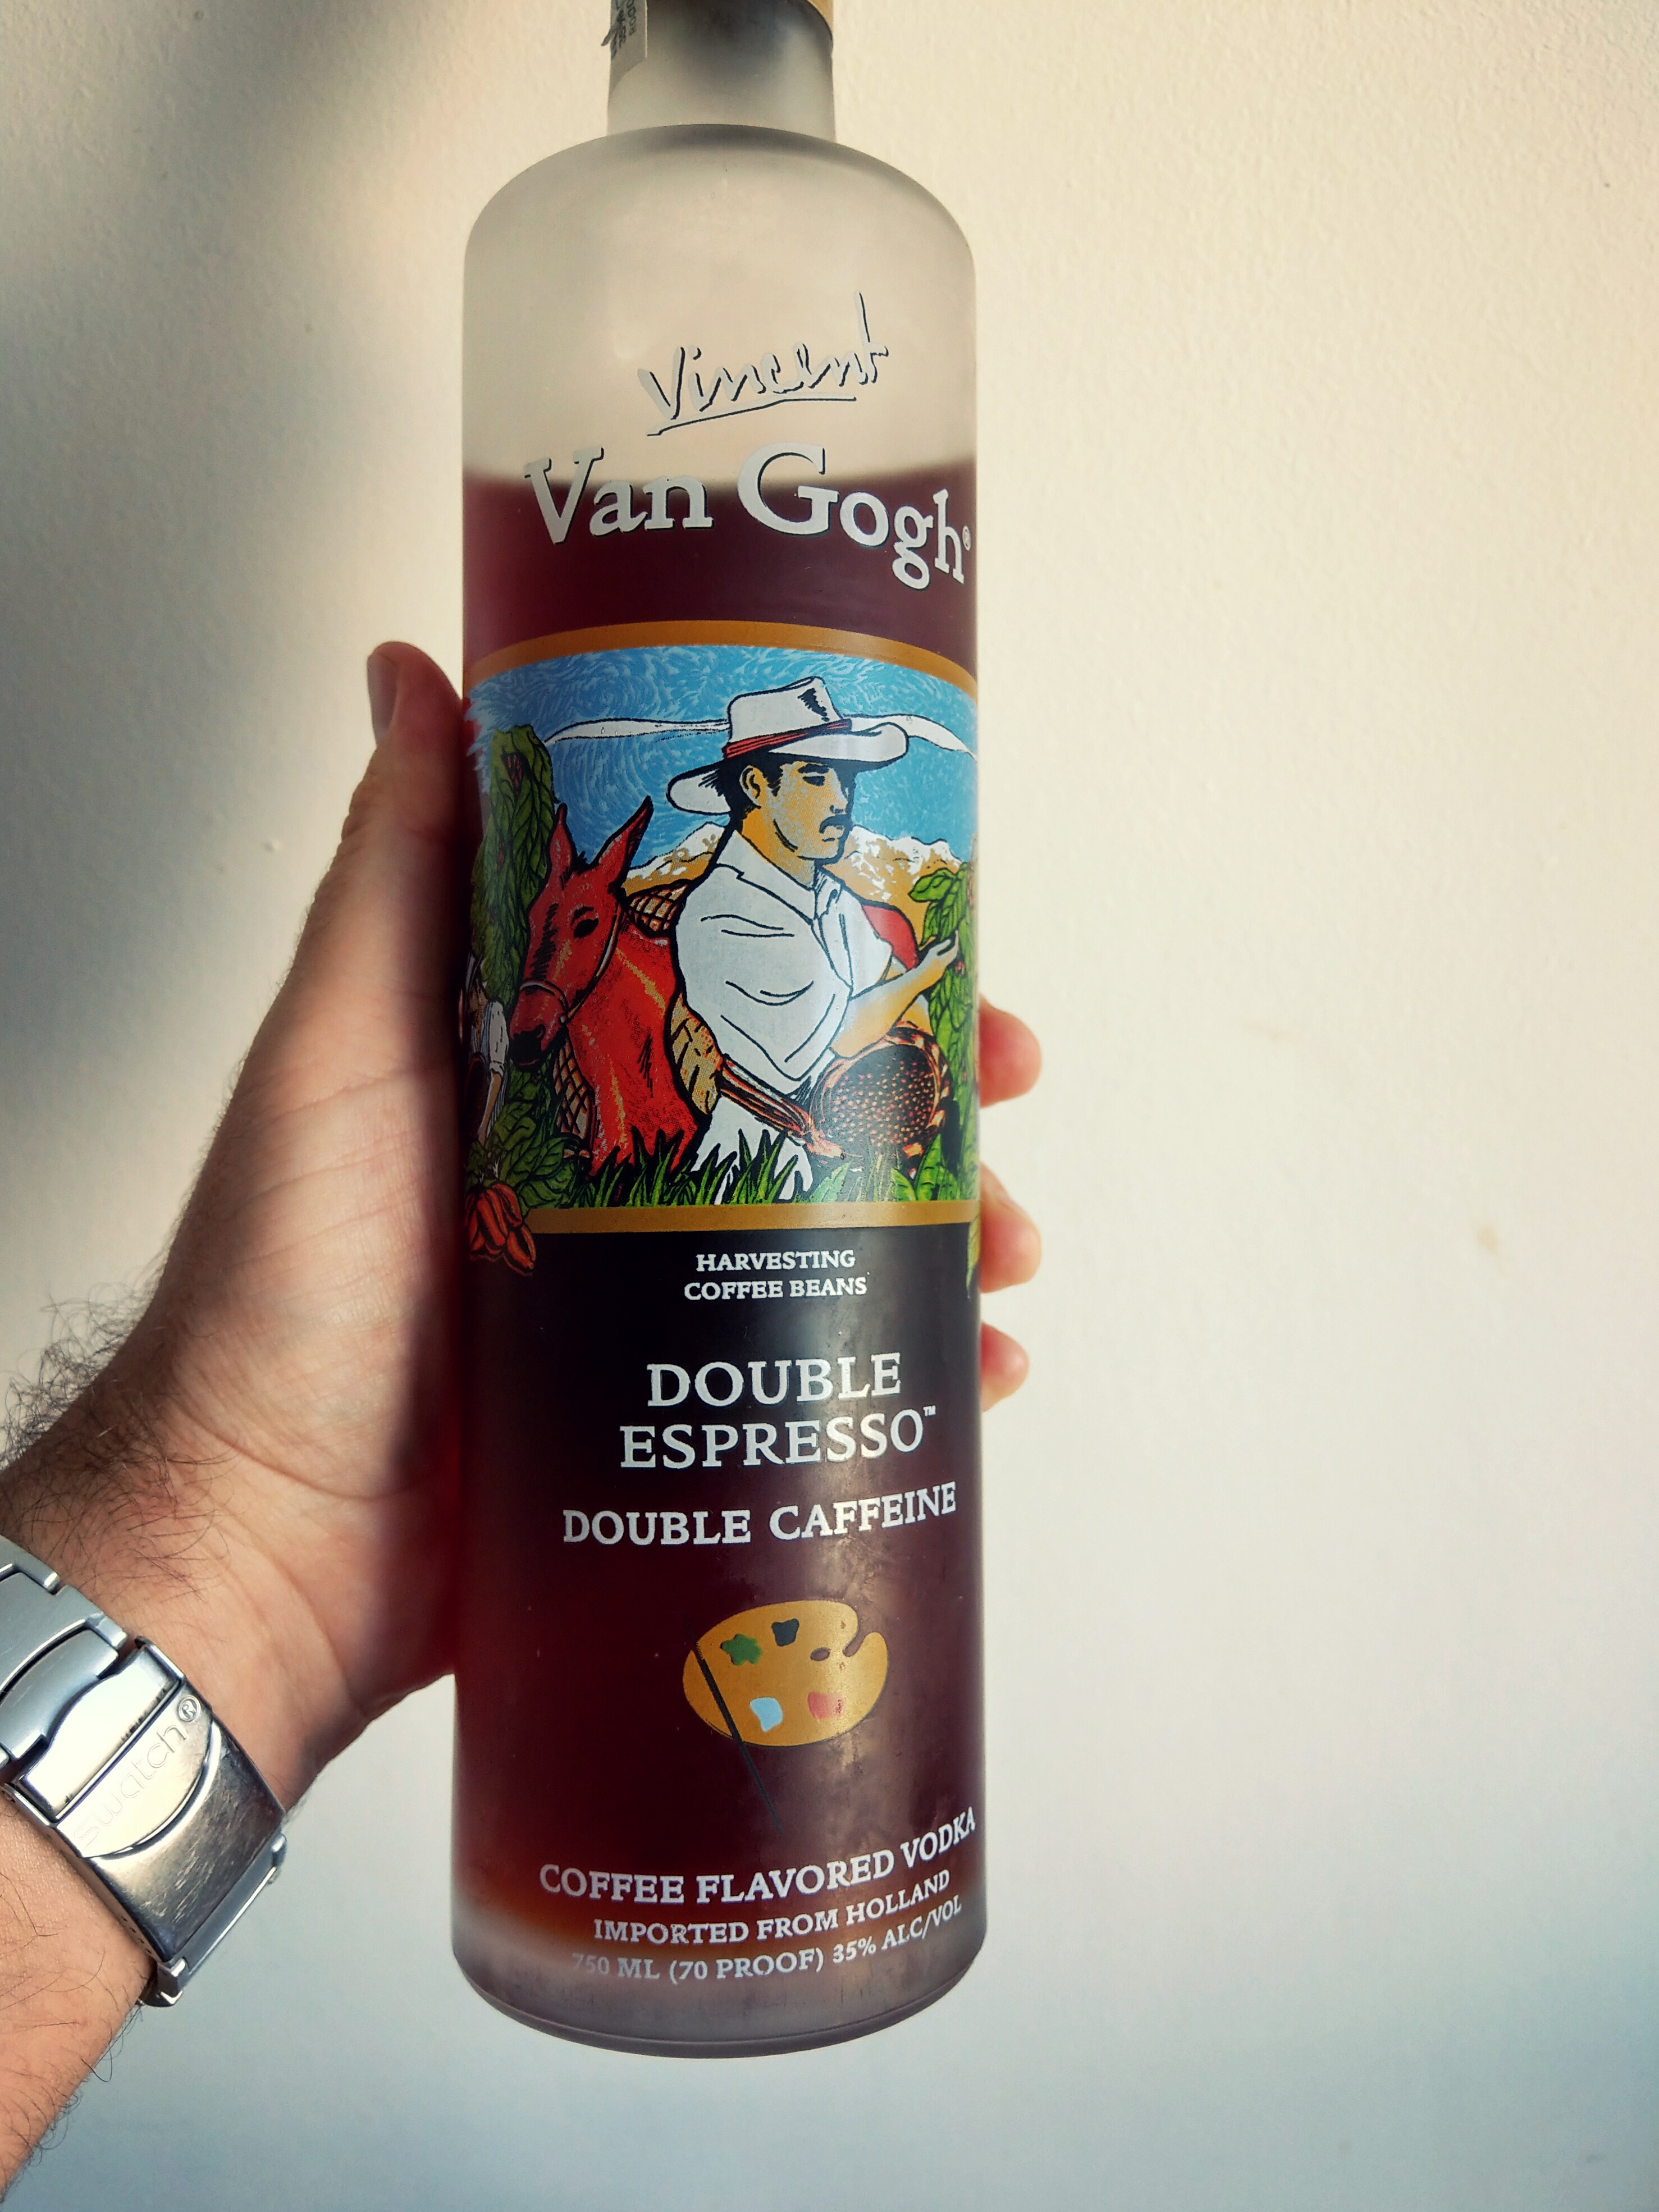 Vincent
Van Gogh®
HARVESTING
COFFEE BEANS
DOUBLE
ESPRESSO™
DOUBLE CAFFEINE
COFFEE FLAVORED VODKA
IMPORTED FROM HOLLAND
750 ML (70 PROOF) 35% ALC/VOL
swatch®